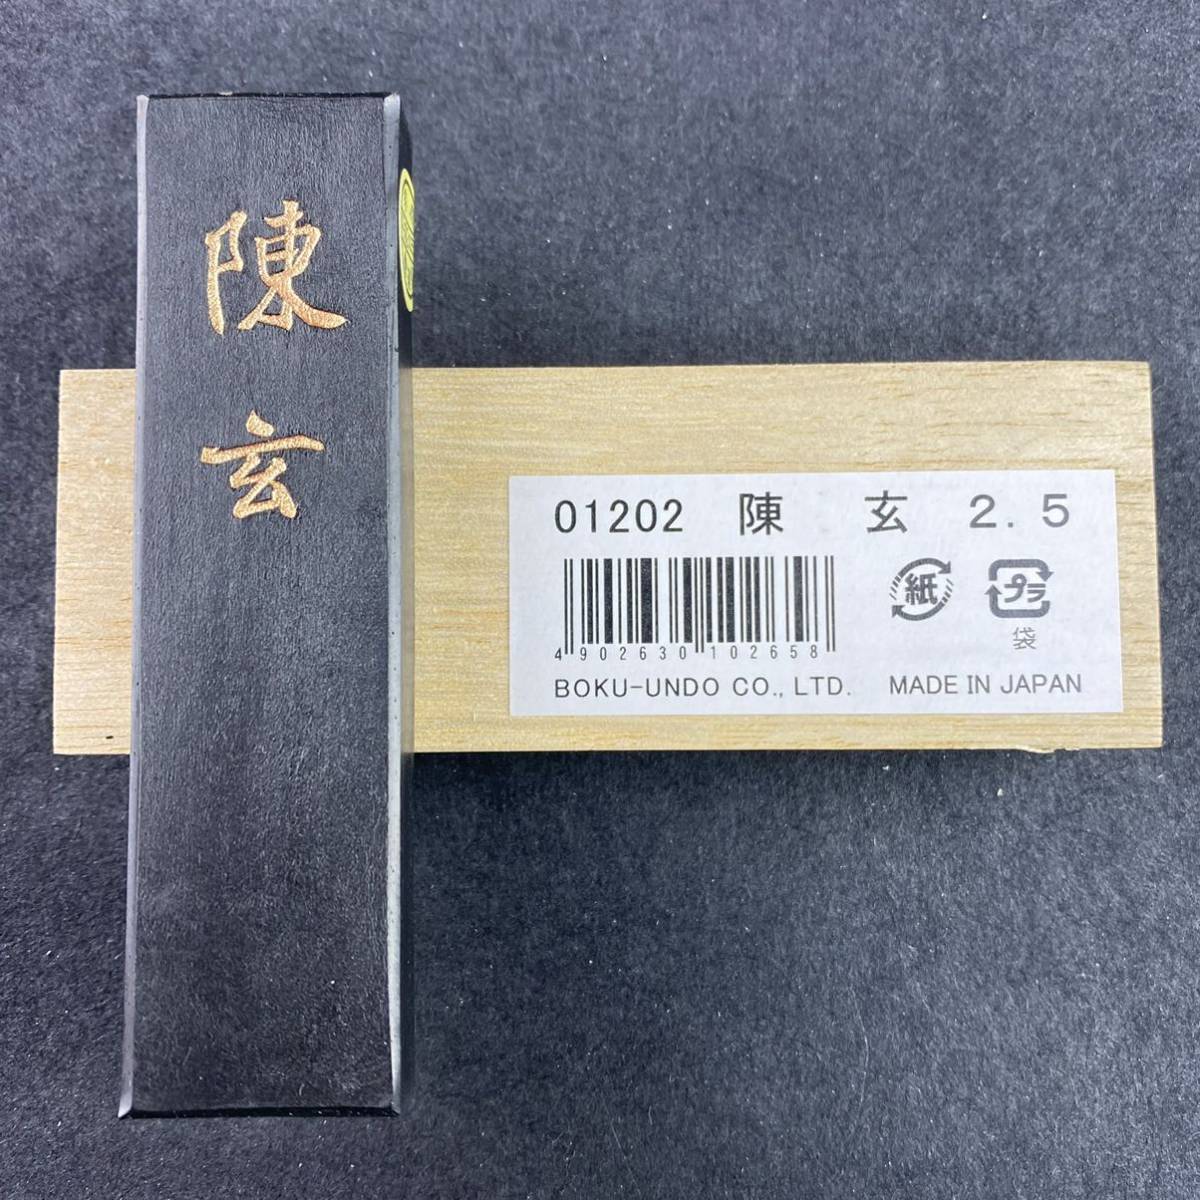 陳
玄
01202 陳 玄 2.5
紙
プラ
袋
4 902630 102658
BOKU-UNDO CO., LTD. MADE IN JAPAN